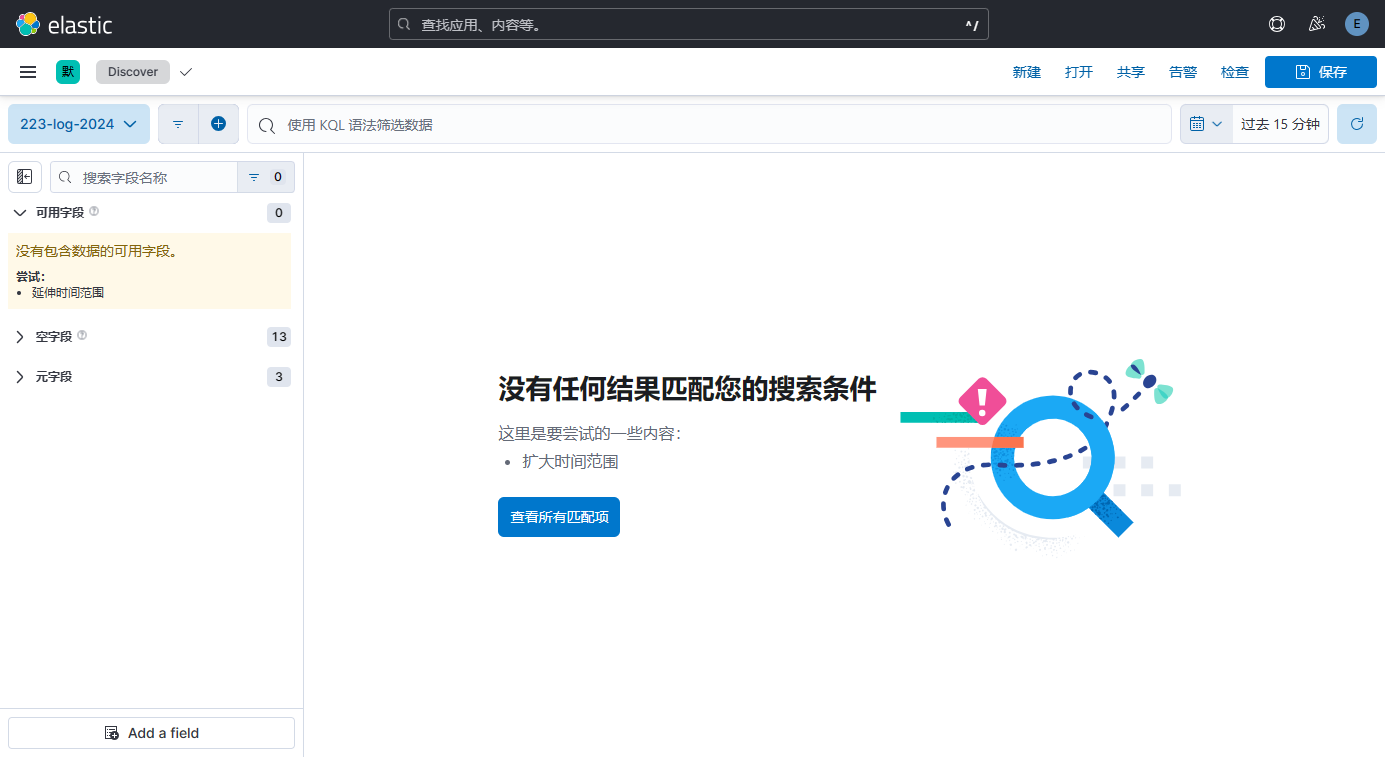 elastic
查找应用、内容等。
^/
E
默
Discover
新建
打开
共享
告警
检查
保存
223-log-2024
使用 KQL 语法筛选数据
过去 15 分钟
搜索字段名称
0
可用字段
0
没有包含数据的可用字段。
尝试：
• 延伸时间范围
空字段
13
元字段
3
没有任何结果匹配您的搜索条件
这里是要尝试的一些内容：
• 扩大时间范围
查看所有匹配项
Add a field